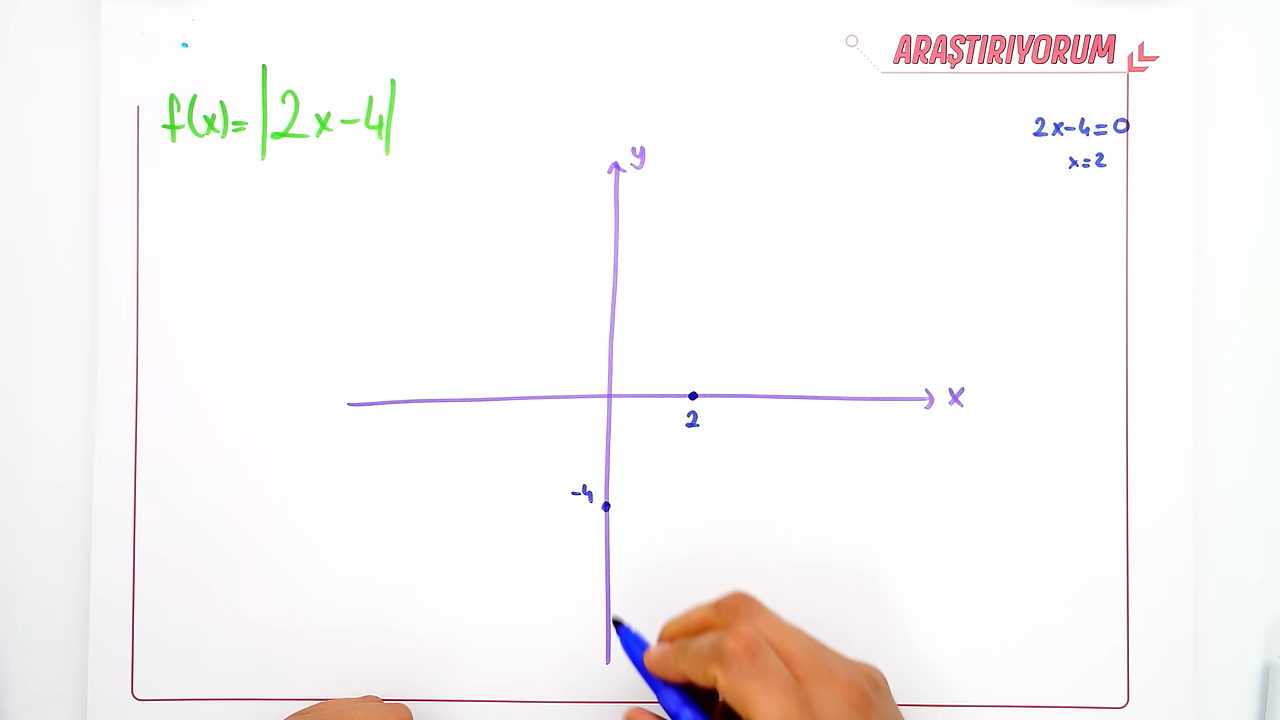 ARAŞTIRIYORUM
f(x)=|2x-4|
2x-4=0
x=2
y
x
2
-4